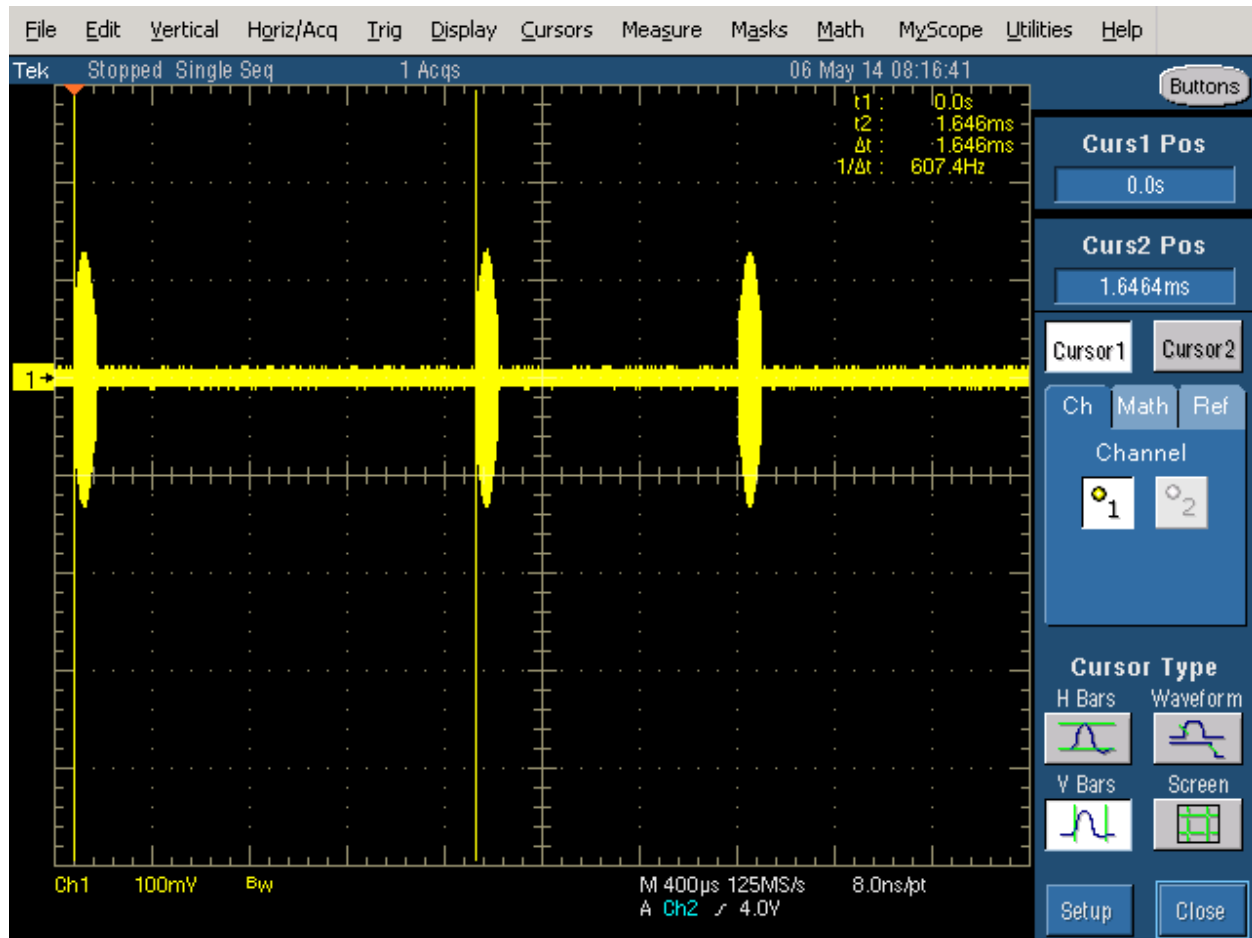 File Edit Vertical Horiz/Acq Trig Display Cursors Measure Masks Math MyScope Utilities Help
Tek Stopped Single Seq 1 Acqs 06 May 14 08:16:41
Buttons
t1 : 0.0s
t2 : 1.646ms
Δt : 1.646ms
1/Δt : 607.4Hz
Curs1 Pos
0.0s
Curs2 Pos
1.6464ms
Cursor1 Cursor2
1
Ch Math Ref
Channel
1 2
Cursor Type
H Bars Waveform
V Bars Screen
Ch1 100mV BW M 400µs 125MS/s 8.0ns/pt
A Ch2 4.0V
Setup Close